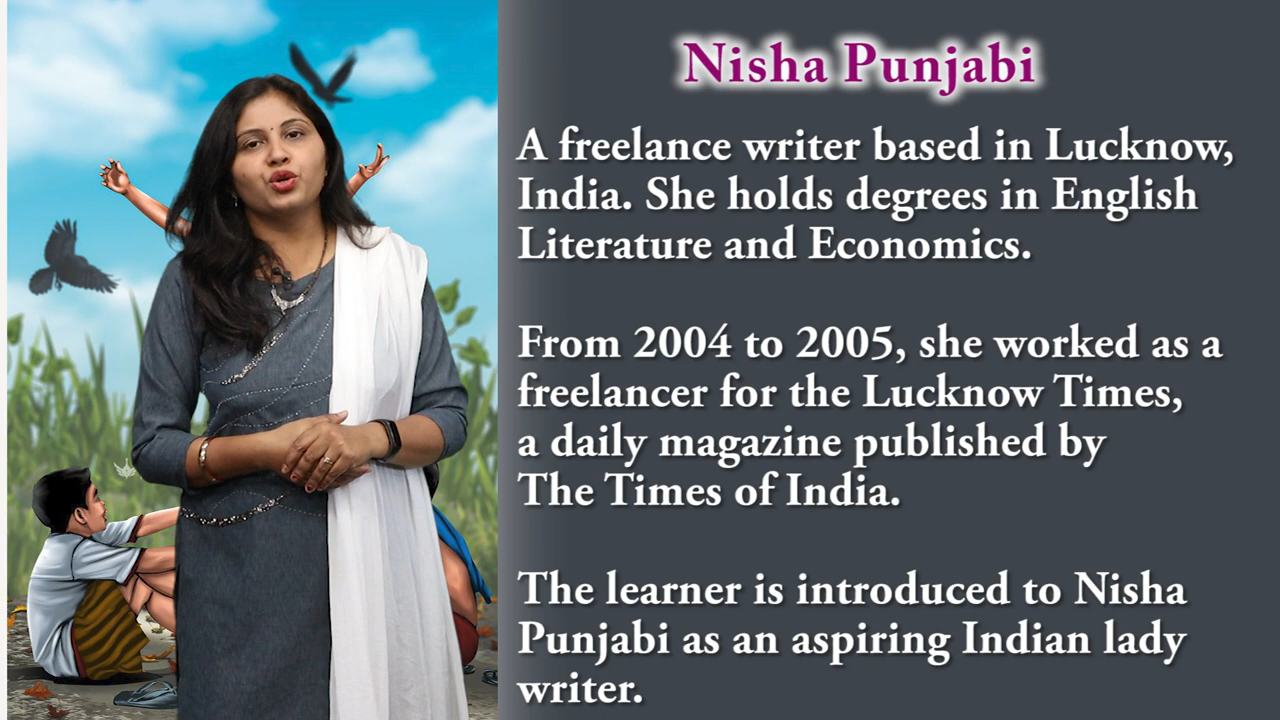 Nisha Punjabi
A freelance writer based in Lucknow,
India. She holds degrees in English
Literature and Economics.
From 2004 to 2005, she worked as a
freelancer for the Lucknow Times,
a daily magazine published by
The Times of India.
The learner is introduced to Nisha
Punjabi as an aspiring Indian lady
writer.